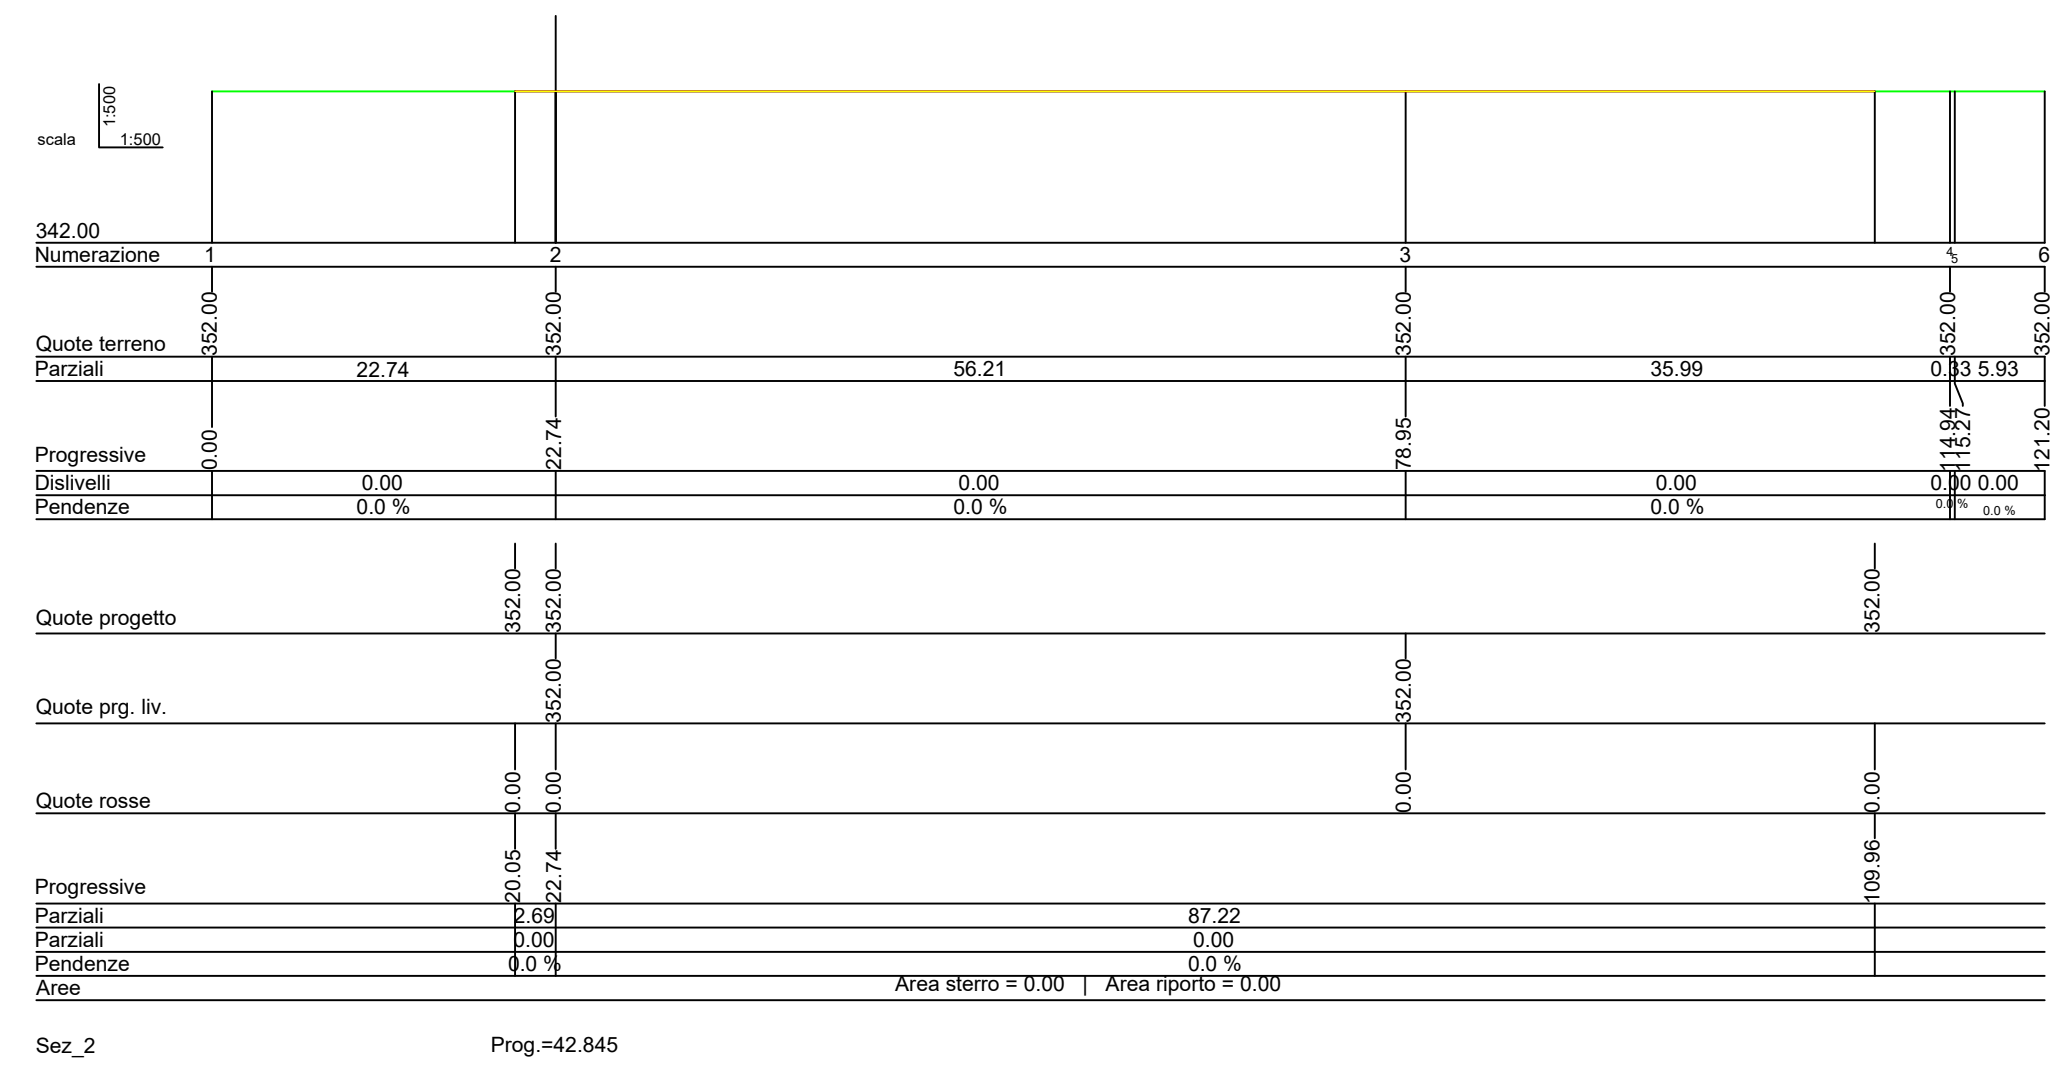 1:500
scala 1:500
342.00
Numerazione 1 2 3 4 5 6
Quote terreno 352.00 352.00 352.00 352.00 352.00
Parziali 22.74 56.21 35.99 0.33 5.93
Progressive 0.00 22.74 78.95 114.94 115.27 121.20
Dislivelli 0.00 0.00 0.00 0.00 0.00
Pendenze 0.0 % 0.0 % 0.0 % 0.0 % 0.0 %
Quote progetto 352.00 352.00 352.00
Quote prg. liv. 352.00 352.00
Quote rosse 0.00 0.00 0.00 0.00
Progressive 20.05 22.74 109.96
Parziali 2.69 87.22
Parziali 0.00 0.00
Pendenze 0.0 % 0.0 %
Aree Area sterro = 0.00 | Area riporto = 0.00
Sez_2 Prog.=42.845